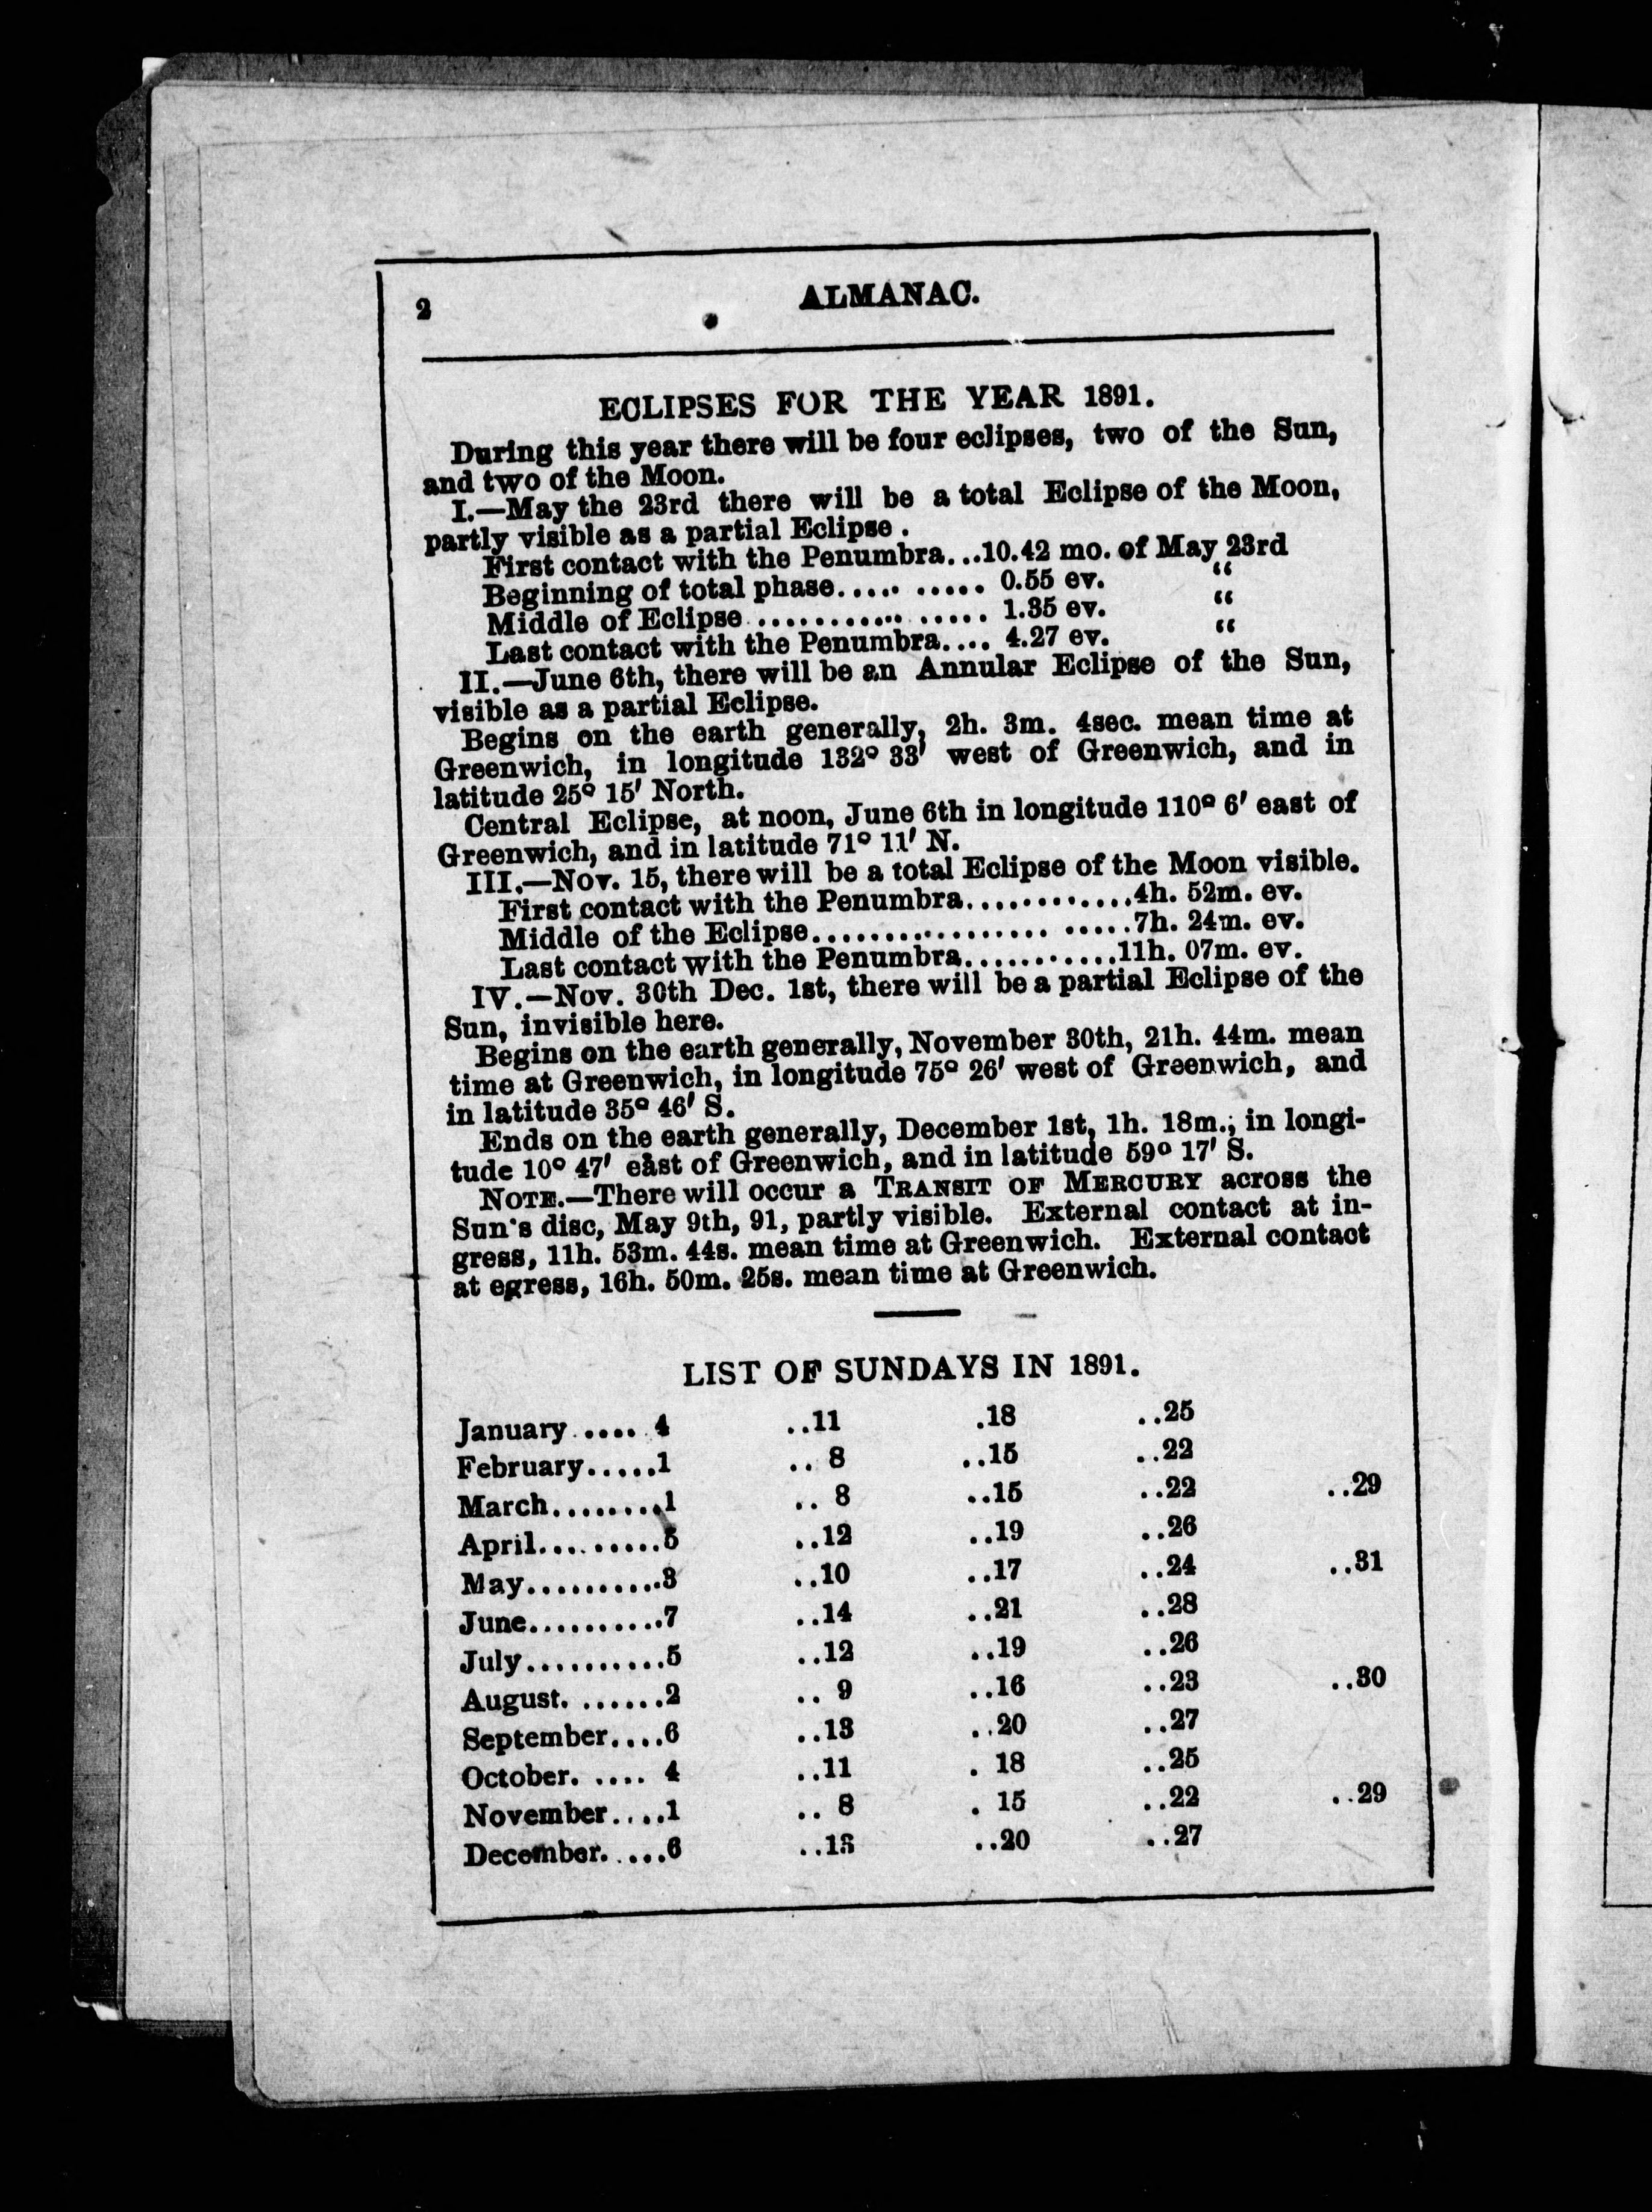 2
ALMANAC.
ECLIPSES FOR THE YEAR 1891.
During this year there will be four eclipses, two of the Sun,
and two of the Moon.
I.—May the 23rd there will be a total Eclipse of the Moon,
partly visible as a partial Eclipse .
First contact with the Penumbra...10.42 mo. of May 23rd
Beginning of total phase..... ..... 0.55 ev. "
Middle of Eclipse ........... ..... 1.35 ev. "
Last contact with the Penumbra.... 4.27 ev. "
II.—June 6th, there will be an Annular Eclipse of the Sun,
visible as a partial Eclipse.
Begins on the earth generally, 2h. 3m. 4sec. mean time at
Greenwich, in longitude 132° 33' west of Greenwich, and in
latitude 25° 15' North.
Central Eclipse, at noon, June 6th in longitude 110° 6' east of
Greenwich, and in latitude 71° 11' N.
III.—Nov. 15, there will be a total Eclipse of the Moon visible.
First contact with the Penumbra............4h. 52m. ev.
Middle of the Eclipse................. .....7h. 24m. ev.
Last contact with the Penumbra...........11h. 07m. ev.
IV.—Nov. 30th Dec. 1st, there will be a partial Eclipse of the
Sun, invisible here.
Begins on the earth generally, November 30th, 21h. 44m. mean
time at Greenwich, in longitude 75° 26' west of Greenwich, and
in latitude 35° 46' S.
Ends on the earth generally, December 1st, 1h. 18m.; in longi-
tude 10° 47' east of Greenwich, and in latitude 59° 17' S.
NOTE.—There will occur a TRANSIT OF MERCURY across the
Sun's disc, May 9th, 91, partly visible. External contact at in-
gress, 11h. 53m. 44s. mean time at Greenwich. External contact
at egress, 16h. 50m. 25s. mean time at Greenwich.
LIST OF SUNDAYS IN 1891.
January ..... 4 ..11 .18 ..25
February.....1 .. 8 ..15 ..22
March........1 .. 8 ..15 ..22 ..29
April.........5 ..12 ..19 ..26
May..........3 ..10 ..17 ..24 ..31
June..........7 ..14 ..21 ..28
July..........5 ..12 ..19 ..26
August. ......2 .. 9 ..16 ..23 ..30
September....6 ..13 ..20 ..27
October. .... 4 ..11 . 18 ..25
November....1 .. 8 . 15 ..22 ..29
December. ....6 ..13 ..20 ..27